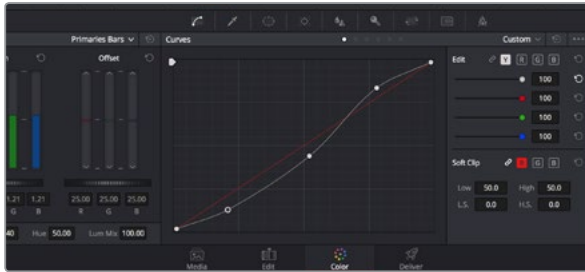 Primaries Bars
Curves
Custom
Offset
Edit
Y R G B
100
100
100
100
1.21 1.21
25.00 25.00 25.00
G B
R G B
Soft Clip
R G B
Low 50.0 High 50.0
L.S. 0.0 H.S. 0.0
40 Hue 50.00 Lum Mix 100.00
Media Edit Color Deliver